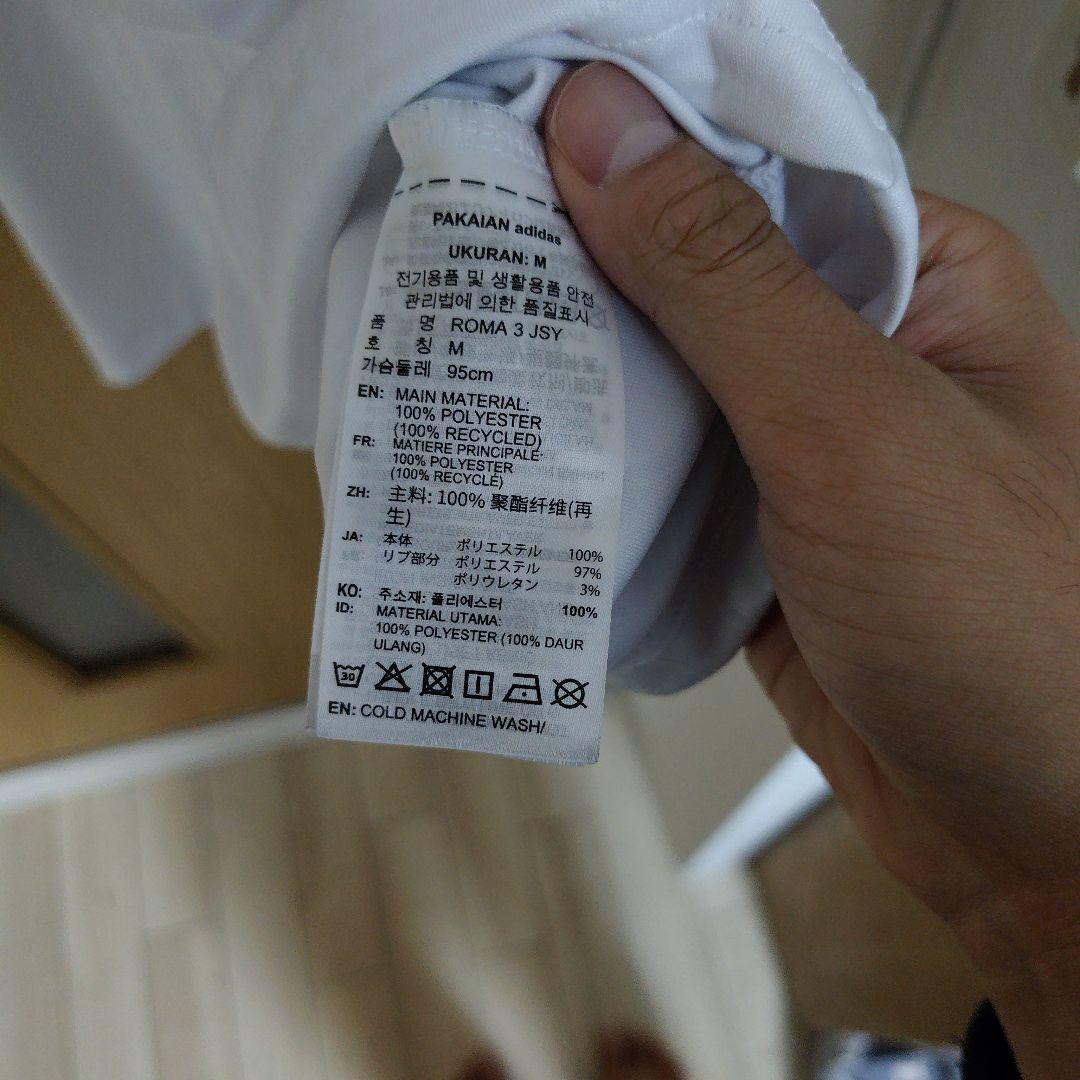 PAKAIAN adidas
UKURAN: M
전기용품 및 생활용품 안전
관리법에 의한 품질표시
품 명 ROMA 3 JSY
호 칭 M
가슴둘레 95cm
EN: MAIN MATERIAL:
100% POLYESTER
(100% RECYCLED)
FR: MATIERE PRINCIPALE:
100% POLYESTER
(100% RECYCLÉ)
ZH: 主料: 100% 聚酯纤维(再
生)
JA: 本体 ポリエステル 100%
リブ部分 ポリエステル 97%
ポリウレタン 3%
KO: 주소재: 폴리에스터 100%
ID: MATERIAL UTAMA:
100% POLYESTER (100% DAUR
ULANG)
30
EN: COLD MACHINE WASH/